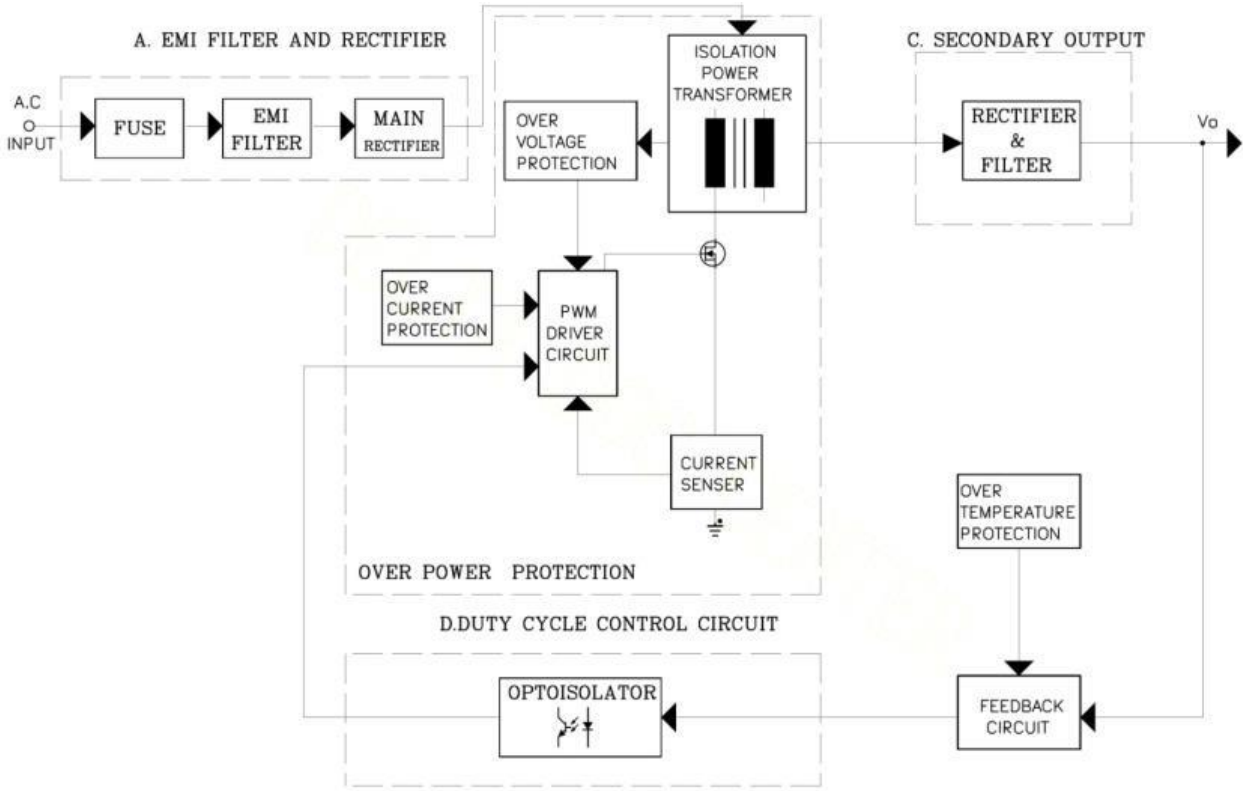 A. EMI FILTER AND RECTIFIER
A.C
INPUT
FUSE
EMI
FILTER
MAIN
RECTIFIER
OVER
VOLTAGE
PROTECTION
ISOLATION
POWER
TRANSFORMER
C. SECONDARY OUTPUT
RECTIFIER
&
FILTER
Vo
OVER
CURRENT
PROTECTION
PWM
DRIVER
CIRCUIT
CURRENT
SENSER
OVER POWER PROTECTION
OVER
TEMPERATURE
PROTECTION
D.DUTY CYCLE CONTROL CIRCUIT
OPTOISOLATOR
FEEDBACK
CIRCUIT